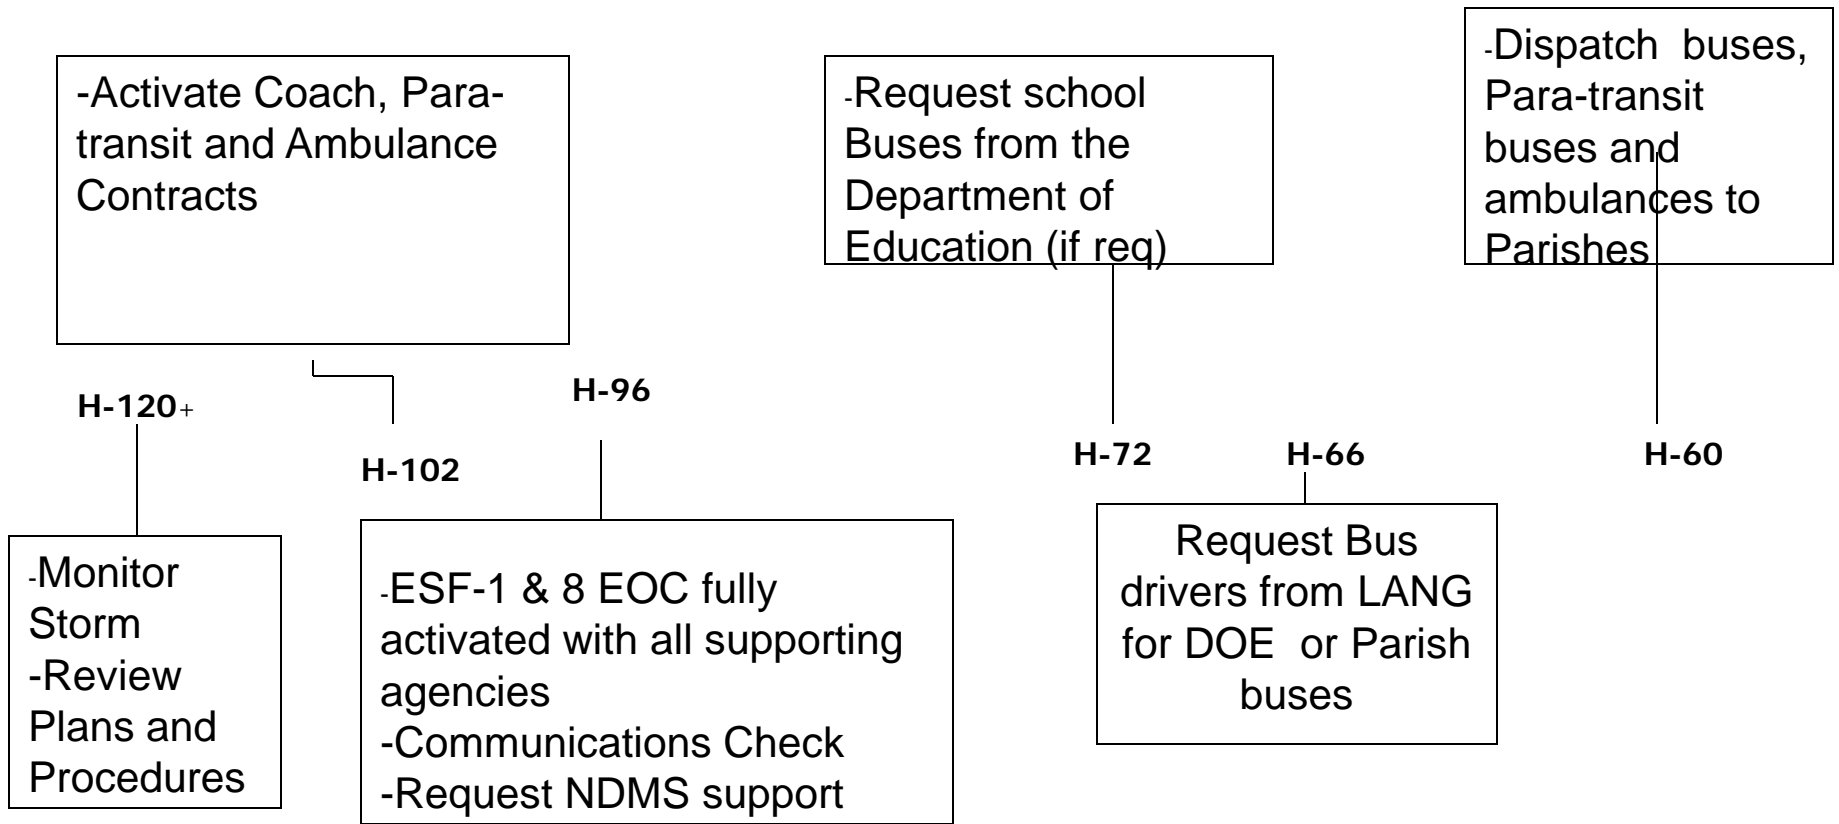 -Activate Coach, Para-
transit and Ambulance
Contracts
-Request school
Buses from the
Department of
Education (if req)
-Dispatch buses,
Para-transit
buses and
ambulances to
Parishes
H-120+
H-102
H-96
H-72
H-66
H-60
-Monitor
Storm
-Review
Plans and
Procedures
-ESF-1 & 8 EOC fully
activated with all supporting
agencies
-Communications Check
-Request NDMS support
Request Bus
drivers from LANG
for DOE or Parish
buses